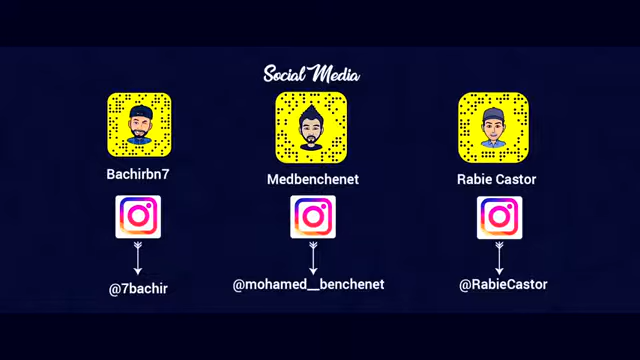 Social Media
Bachirbn7
Medbenchenet
Rabie Castor
@7bachir
@mohamed__benchenet
@RabieCastor